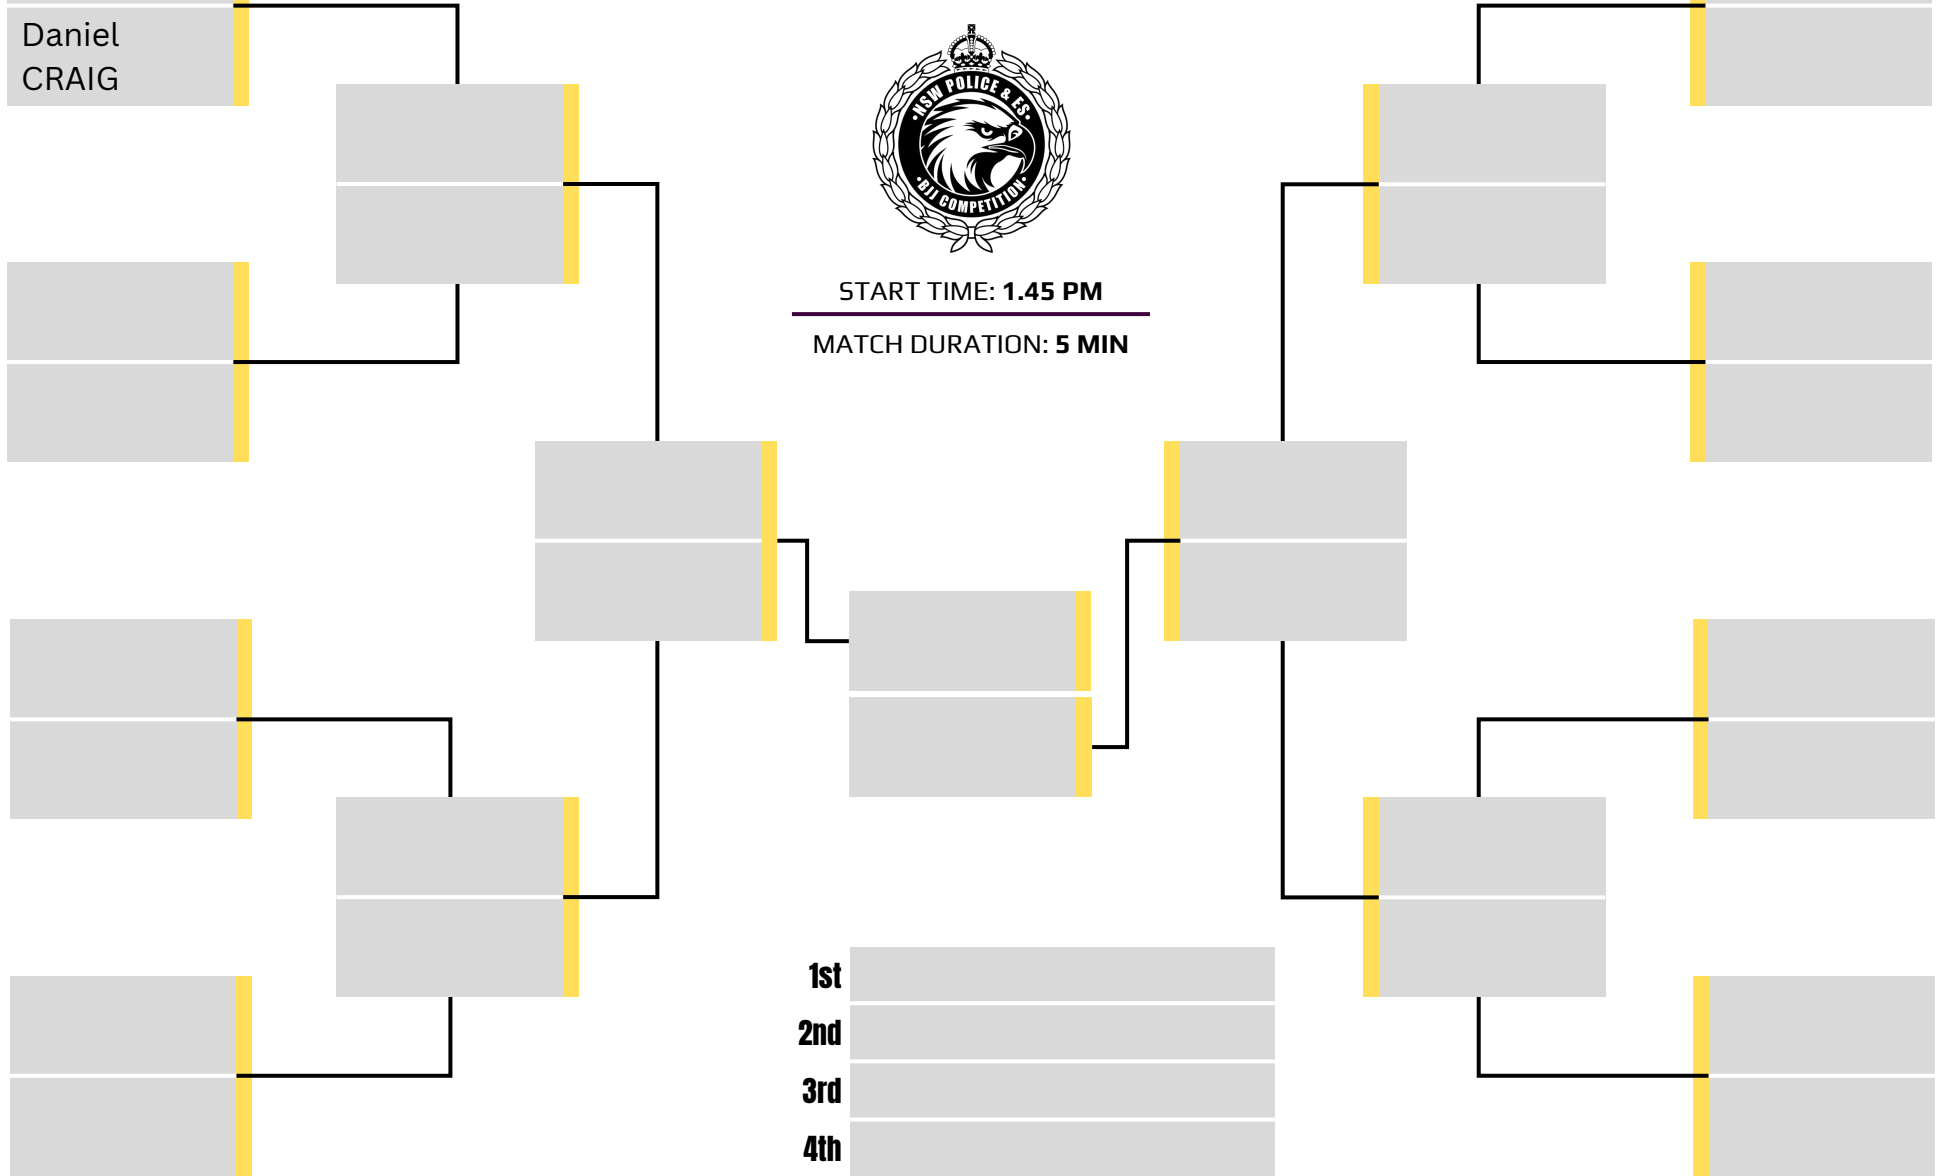 Daniel
CRAIG
·NSW POLICE & ES·
·BJJ COMPETITION·
START TIME: 1.45 PM
MATCH DURATION: 5 MIN
1st
2nd
3rd
4th